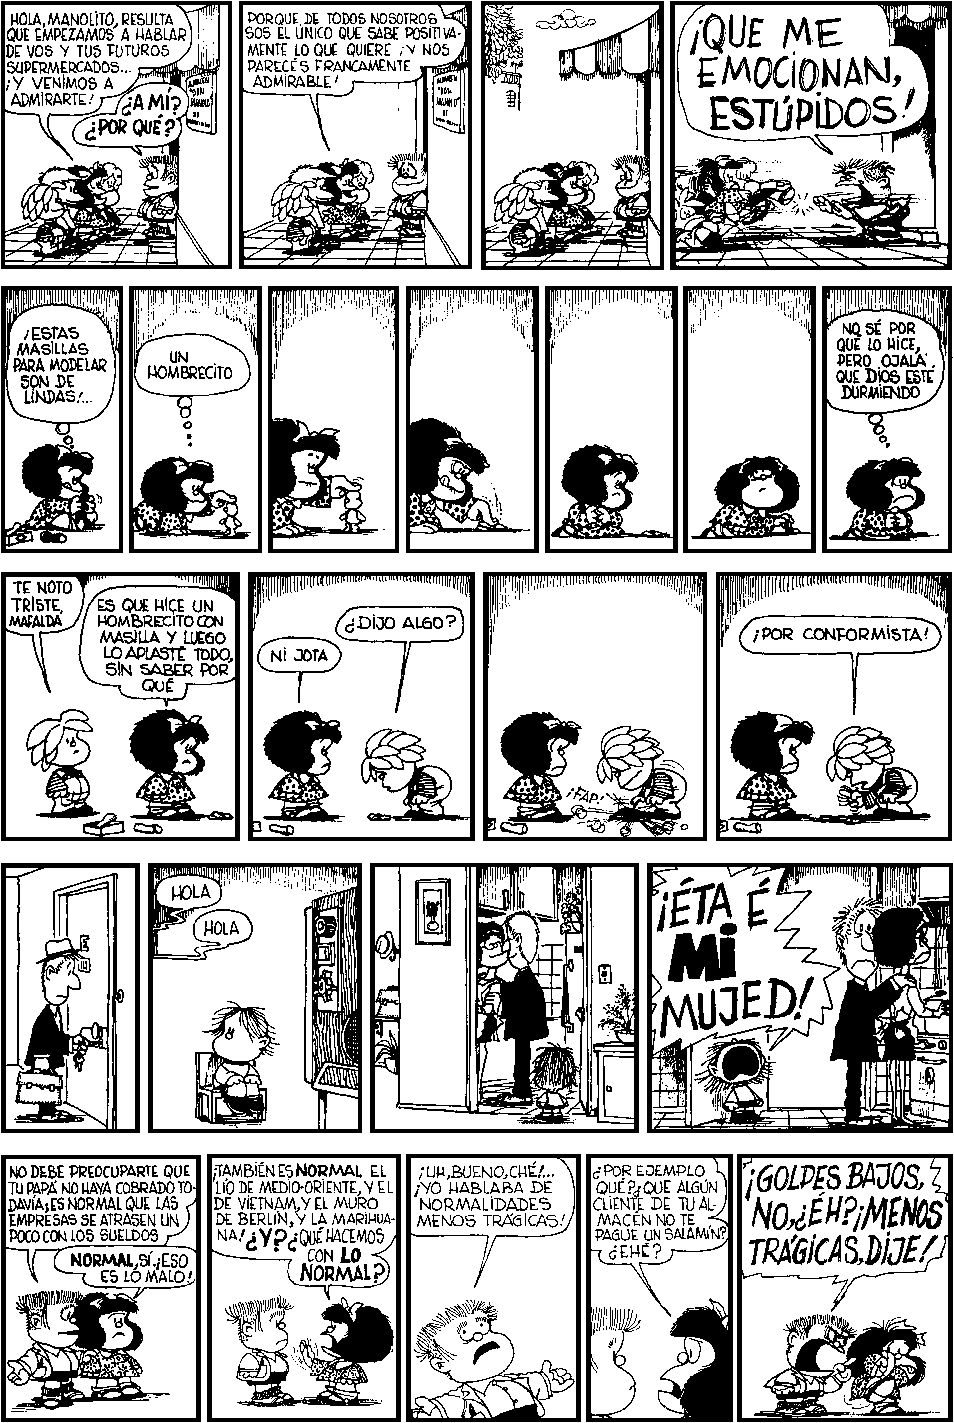 HOLA, MANOLITO, RESULTA
QUE EMPEZAMOS A HABLAR
DE VOS Y TUS FUTUROS
SUPERMERCADOS...
¡Y VENIMOS A
ADMIRARTE!
¿A MÍ?
¿POR QUÉ?
PORQUE, DE TODOS NOSOTROS
SOS EL ÚNICO QUE SABE POSITIVA-
MENTE LO QUE QUIERE ¡Y NOS
PARECÉS FRANCAMENTE
ADMIRABLE!
¡QUE ME
EMOCIONAN,
ESTÚPIDOS!
¡ESTAS
MASILLAS
PARA MODELAR
SON DE
LINDAS!...
UN
HOMBRECITO
NO SÉ POR
QUÉ LO HICE,
PERO OJALÁ
QUE DIOS ESTÉ
DURMIENDO
TE NOTO
TRISTE,
MAFALDA
ES QUE HICE UN
HOMBRECITO CON
MASILLA Y LUEGO
LO APLASTÉ TODO,
SIN SABER POR
QUÉ
NI JOTA
¿DIJO ALGO?
¡FAP!
¡POR CONFORMISTA!
HOLA
HOLA
¡ÉTA É
MI
MUJED!
NO DEBE PREOCUPARTE QUE
TU PAPÁ NO HAYA COBRADO TO-
DAVÍA; ES NORMAL QUE LAS
EMPRESAS SE ATRASEN UN
POCO CON LOS SUELDOS
NORMAL, SÍ. ¡ESO
ES LO MALO!
¡TAMBIÉN ES NORMAL EL
LÍO DE MEDIO-ORIENTE, Y EL
DE VIETNAM, Y EL MURO
DE BERLÍN, Y LA MARIHUA-
NA! ¿Y? ¿QUÉ HACEMOS
CON LO
NORMAL?
¡UH, BUENO, CHÉ!...
¡YO HABLABA DE
NORMALIDADES
MENOS TRÁGICAS!
¿POR EJEMPLO
QUÉ? ¿QUE ALGÚN
CLIENTE DE TU AL-
MACÉN NO TE
PAGUE UN SALAMÍN?
¿EHÉ?
¡GOLPES BAJOS,
NO, ¿ÉH? ¡MENOS
TRÁGICAS, DIJE!